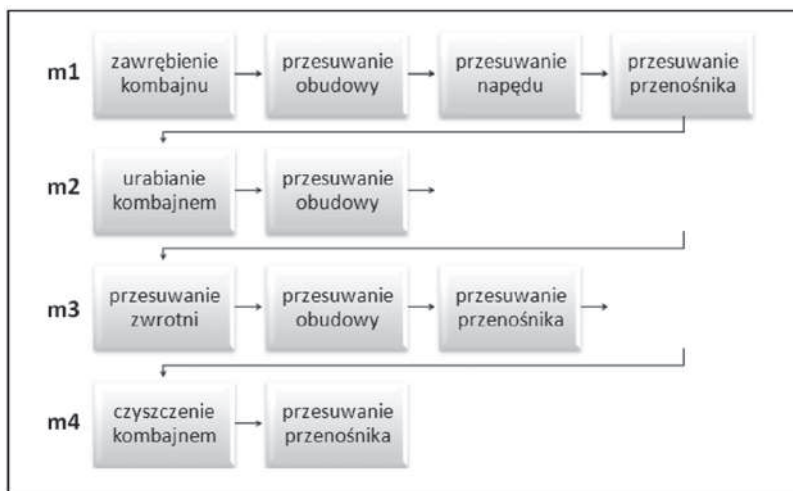 m1
zawrębienie
kombajnu
przesuwanie
obudowy
przesuwanie
napędu
przesuwanie
przenośnika
m2
urabianie
kombajnem
przesuwanie
obudowy
m3
przesuwanie
zwrotni
przesuwanie
obudowy
przesuwanie
przenośnika
m4
czyszczenie
kombajnem
przesuwanie
przenośnika